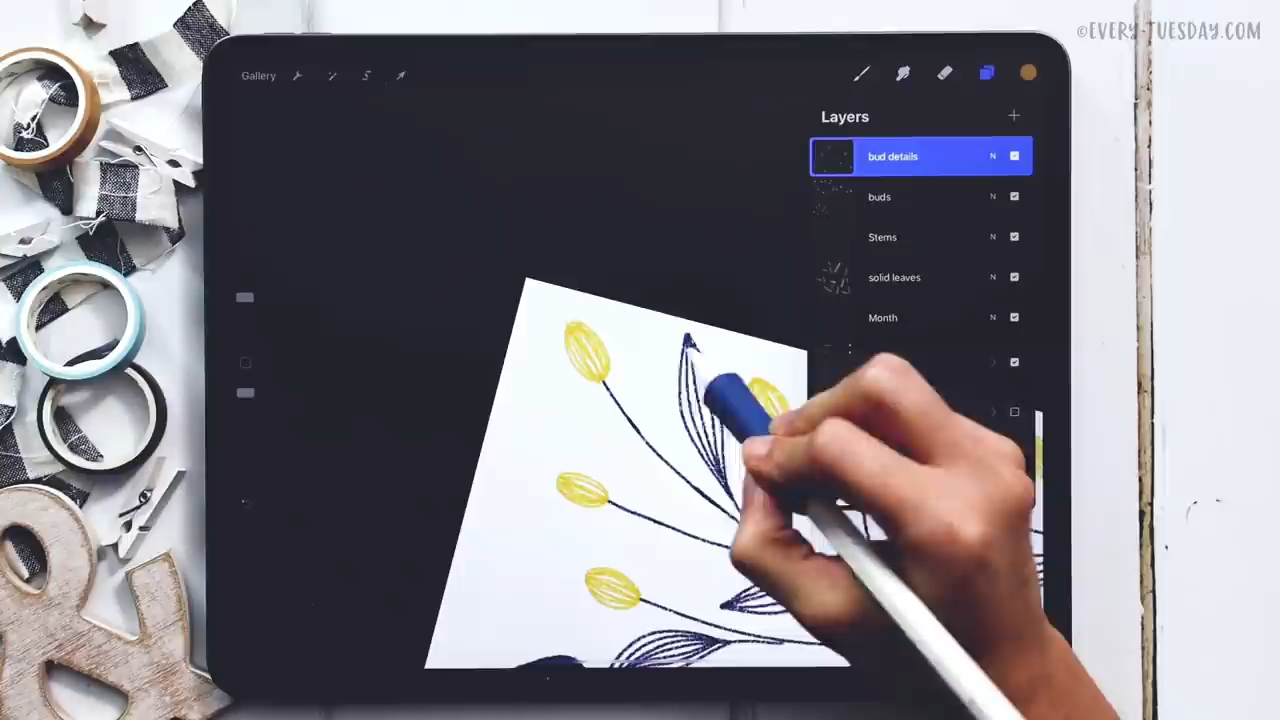 ©EVERY-TUESDAY.COM
Gallery
Layers
bud details N
buds N
Stems N
solid leaves N
Month N